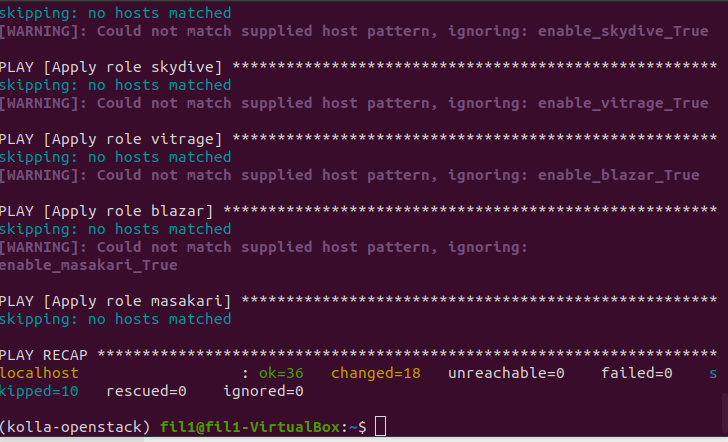 skipping: no hosts matched
[WARNING]: Could not match supplied host pattern, ignoring: enable_skydive_True
PLAY [Apply role skydive] ******************************************************
skipping: no hosts matched
[WARNING]: Could not match supplied host pattern, ignoring: enable_vitrage_True
PLAY [Apply role vitrage] ******************************************************
skipping: no hosts matched
[WARNING]: Could not match supplied host pattern, ignoring: enable_blazar_True
PLAY [Apply role blazar] *******************************************************
skipping: no hosts matched
[WARNING]: Could not match supplied host pattern, ignoring:
enable_masakari_True
PLAY [Apply role masakari] *****************************************************
skipping: no hosts matched
PLAY RECAP *********************************************************************
localhost                  : ok=36   changed=18   unreachable=0    failed=0    s
kipped=10   rescued=0    ignored=0
(kolla-openstack) fil1@fil1-VirtualBox:~$